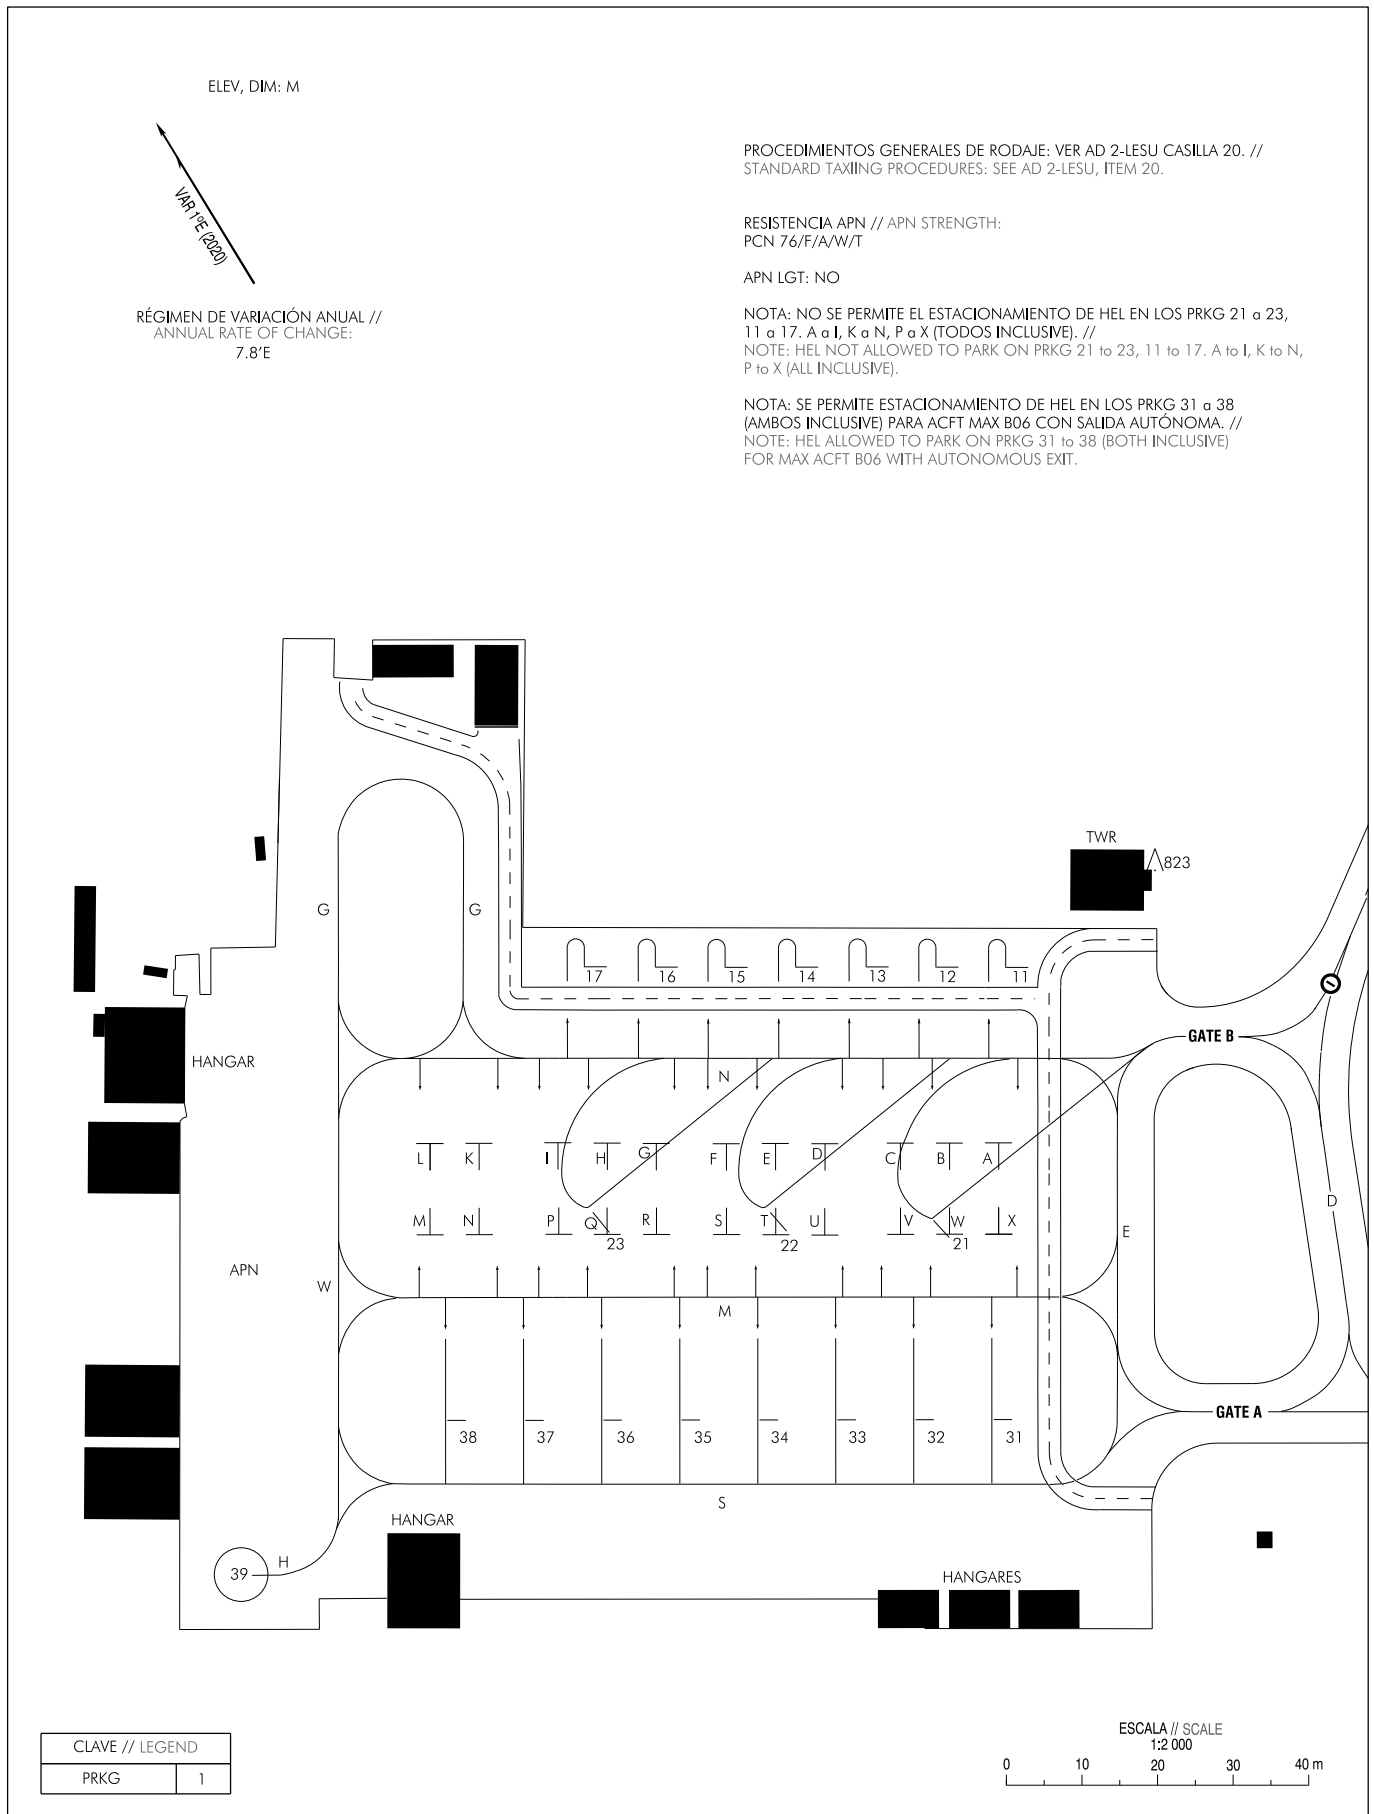 ELEV, DIM: M
VAR 1ºE (2020)
RÉGIMEN DE VARIACIÓN ANUAL //
ANNUAL RATE OF CHANGE:
7.8'E
PROCEDIMIENTOS GENERALES DE RODAJE: VER AD 2-LESU CASILLA 20. //
STANDARD TAXIING PROCEDURES: SEE AD 2-LESU, ITEM 20.
RESISTENCIA APN // APN STRENGTH:
PCN 76/F/A/W/T
APN LGT: NO
NOTA: NO SE PERMITE EL ESTACIONAMIENTO DE HEL EN LOS PRKG 21 a 23,
11 a 17. A a I, K a N, P a X (TODOS INCLUSIVE). //
NOTE: HEL NOT ALLOWED TO PARK ON PRKG 21 to 23, 11 to 17. A to I, K to N,
P to X (ALL INCLUSIVE).
NOTA: SE PERMITE ESTACIONAMIENTO DE HEL EN LOS PRKG 31 a 38
(AMBOS INCLUSIVE) PARA ACFT MAX B06 CON SALIDA AUTÓNOMA. //
NOTE: HEL ALLOWED TO PARK ON PRKG 31 to 38 (BOTH INCLUSIVE)
FOR MAX ACFT B06 WITH AUTONOMOUS EXIT.
TWR
823
G G
17 16 15 14 13 12 11
GATE B
HANGAR
N
L K I H G F E D C B A
D
M N P Q R S T U V W X
E
23 22 21
APN
W
M
GATE A
38 37 36 35 34 33 32 31
S
HANGAR
H
39
HANGARES
CLAVE // LEGEND
PRKG 1
ESCALA // SCALE
1:2 000
0 10 20 30 40 m